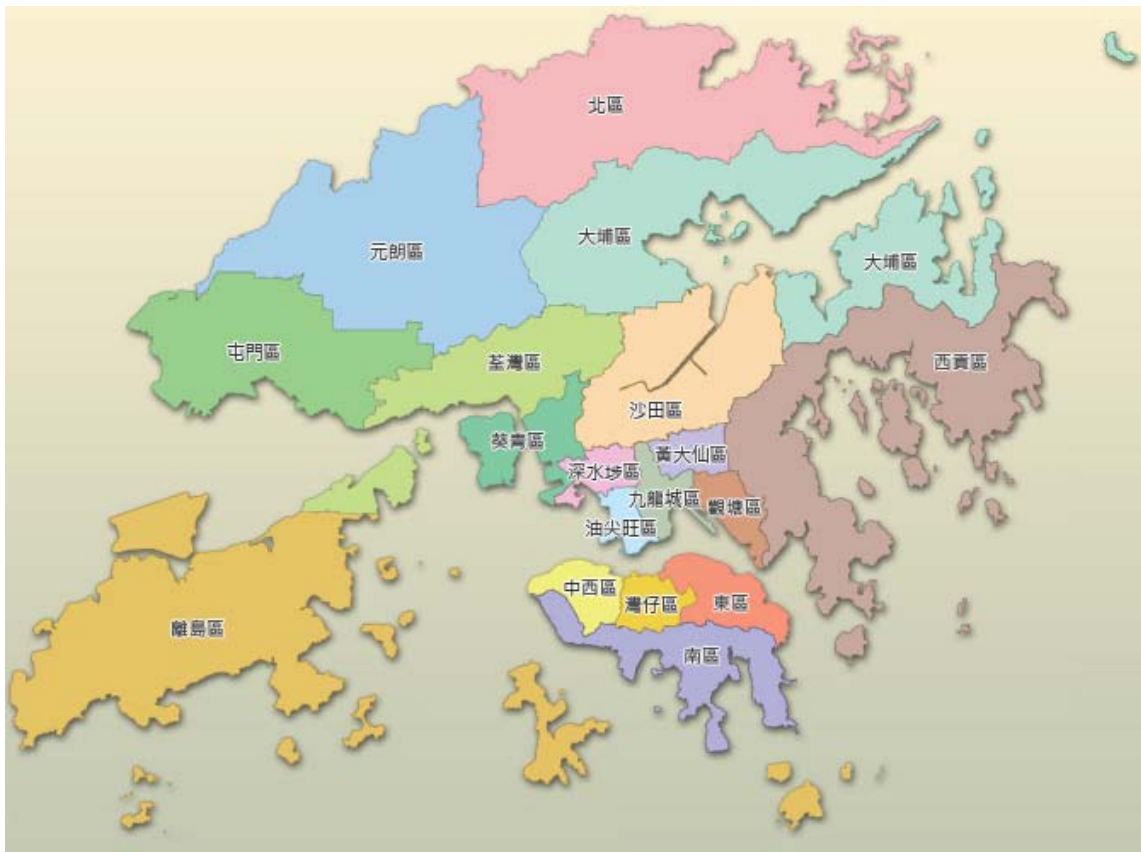 北區
大埔區
大埔區
元朗區
屯門區
荃灣區
西貢區
沙田區
葵青區
黃大仙區
深水埗區
九龍城區
觀塘區
油尖旺區
中西區
灣仔區
東區
離島區
南區